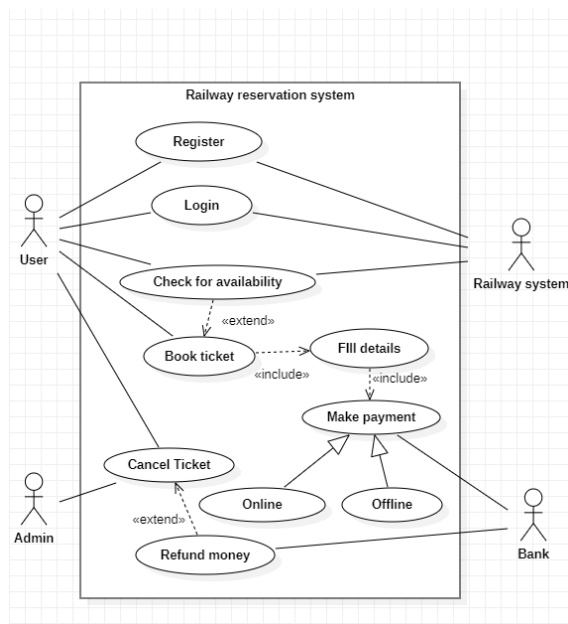 Railway reservation system
Register
Login
User
Check for availability
Railway system
«extend»
Book ticket
FIll details
«include»
«include»
Make payment
Cancel Ticket
Online
Offline
Admin
«extend»
Refund money
Bank